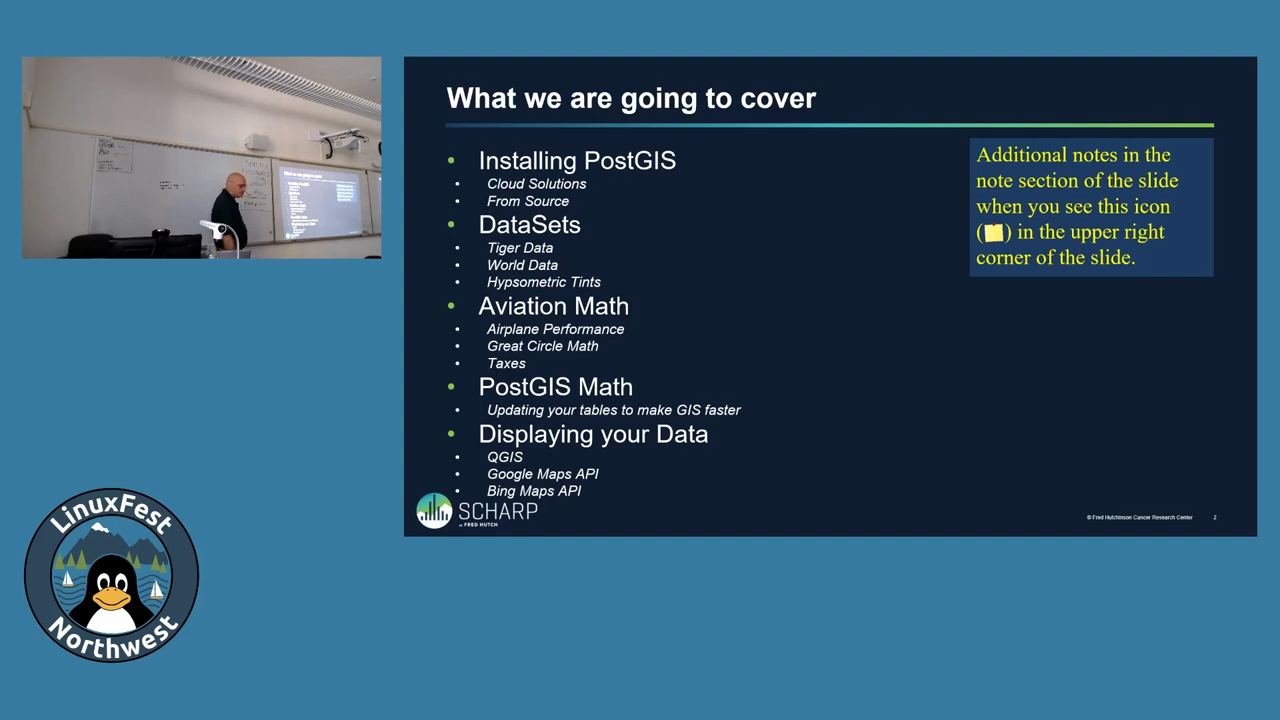 What we are going to cover
• Installing PostGIS
• Cloud Solutions
• From Source
• DataSets
• Tiger Data
• World Data
• Hypsometric Tints
• Aviation Math
• Airplane Performance
• Great Circle Math
• Taxes
• PostGIS Math
• Updating your tables to make GIS faster
• Displaying your Data
• QGIS
• Google Maps API
• Bing Maps API
Additional notes in the
note section of the slide
when you see this icon
( ) in the upper right
corner of the slide.
SCHARP
at FRED HUTCH
© Fred Hutchinson Cancer Research Center
2
LinuxFest
Northwest